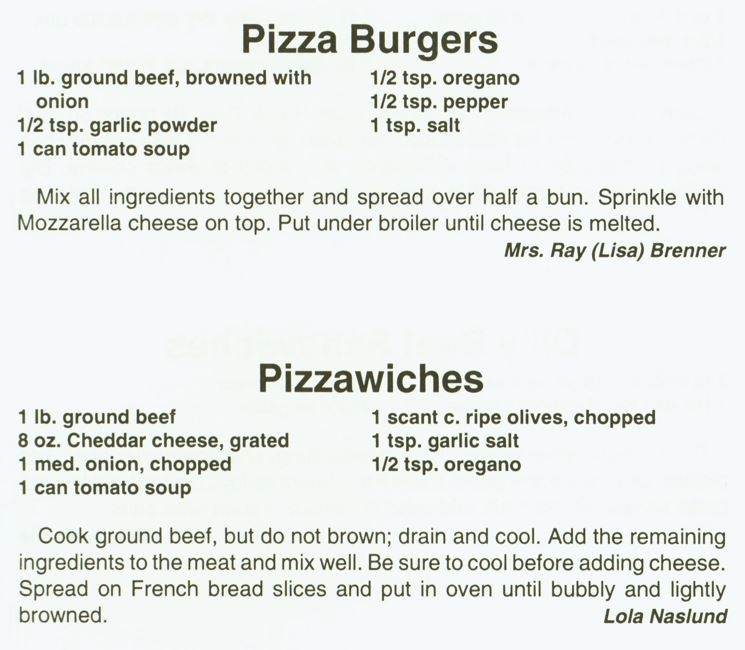 Pizza Burgers
1 lb. ground beef, browned with
onion
1/2 tsp. garlic powder
1 can tomato soup
1/2 tsp. oregano
1/2 tsp. pepper
1 tsp. salt
Mix all ingredients together and spread over half a bun. Sprinkle with
Mozzarella cheese on top. Put under broiler until cheese is melted.
Mrs. Ray (Lisa) Brenner
Pizzawiches
1 lb. ground beef
8 oz. Cheddar cheese, grated
1 med. onion, chopped
1 can tomato soup
1 scant c. ripe olives, chopped
1 tsp. garlic salt
1/2 tsp. oregano
Cook ground beef, but do not brown; drain and cool. Add the remaining
ingredients to the meat and mix well. Be sure to cool before adding cheese.
Spread on French bread slices and put in oven until bubbly and lightly
browned. Lola Naslund